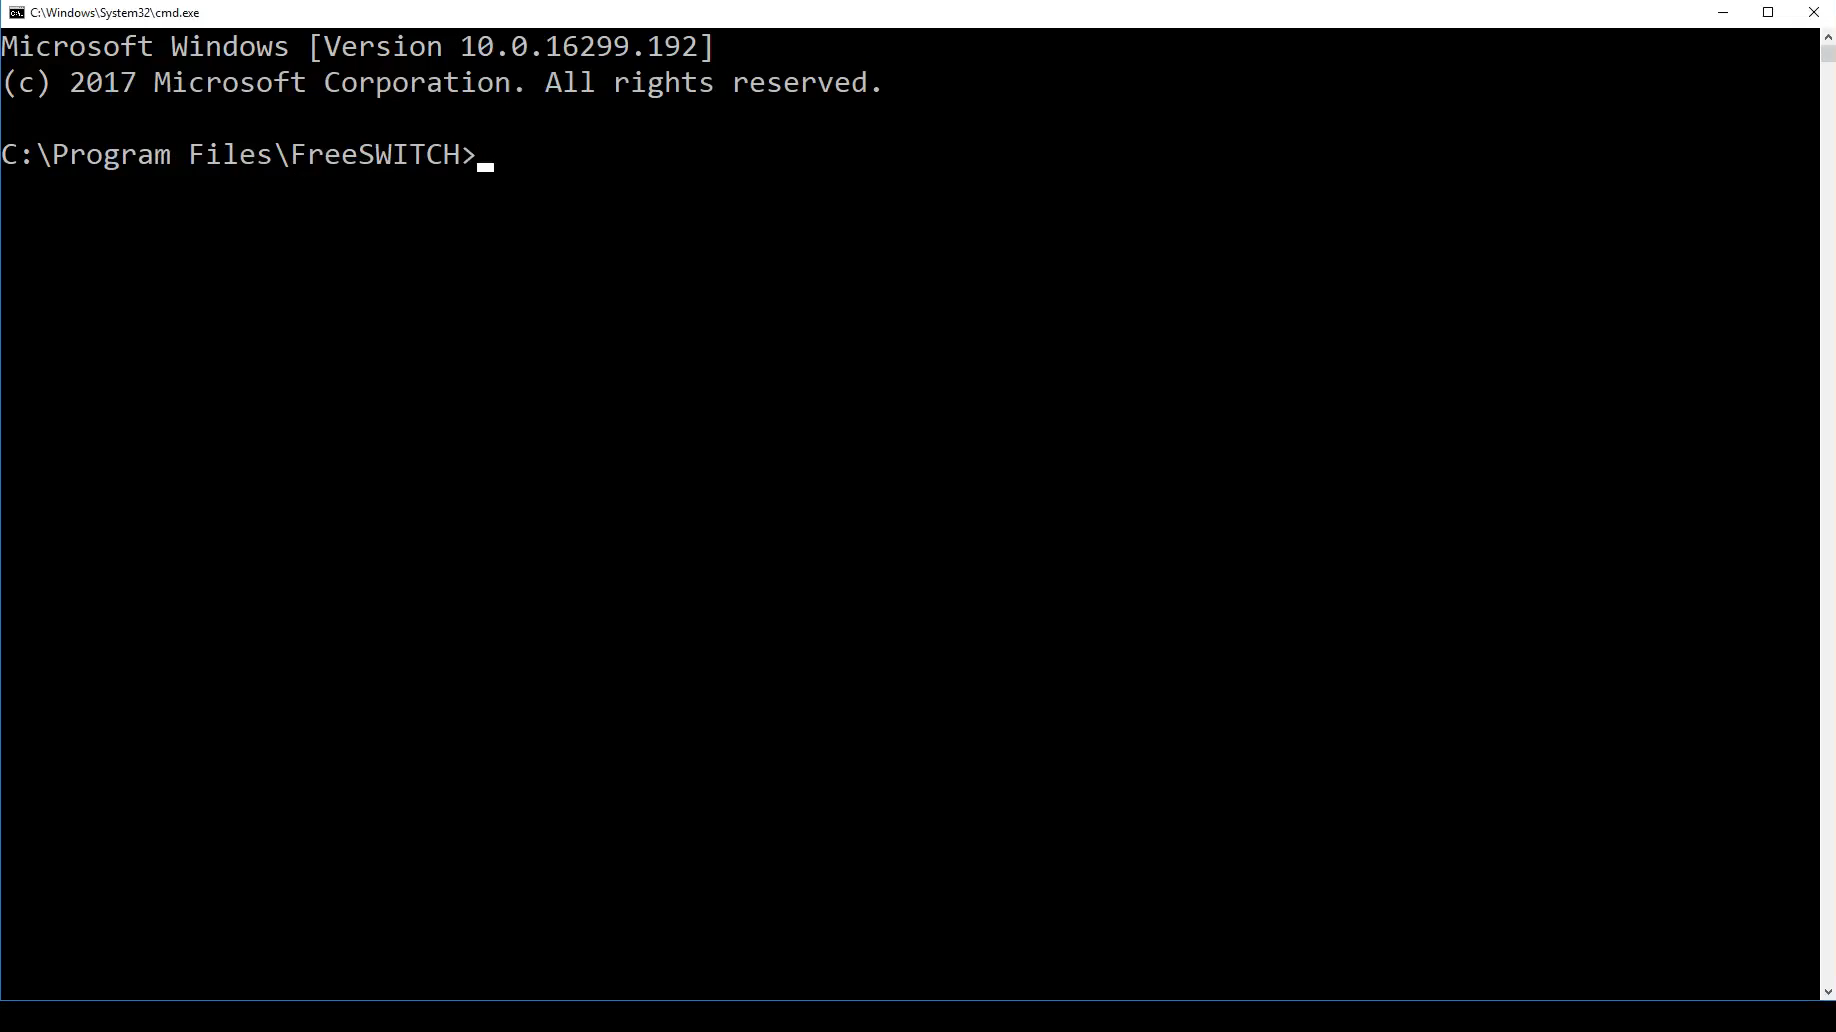 C:\Windows\System32\cmd.exe
Microsoft Windows [Version 10.0.16299.192]
(c) 2017 Microsoft Corporation. All rights reserved.
C:\Program Files\FreeSWITCH>